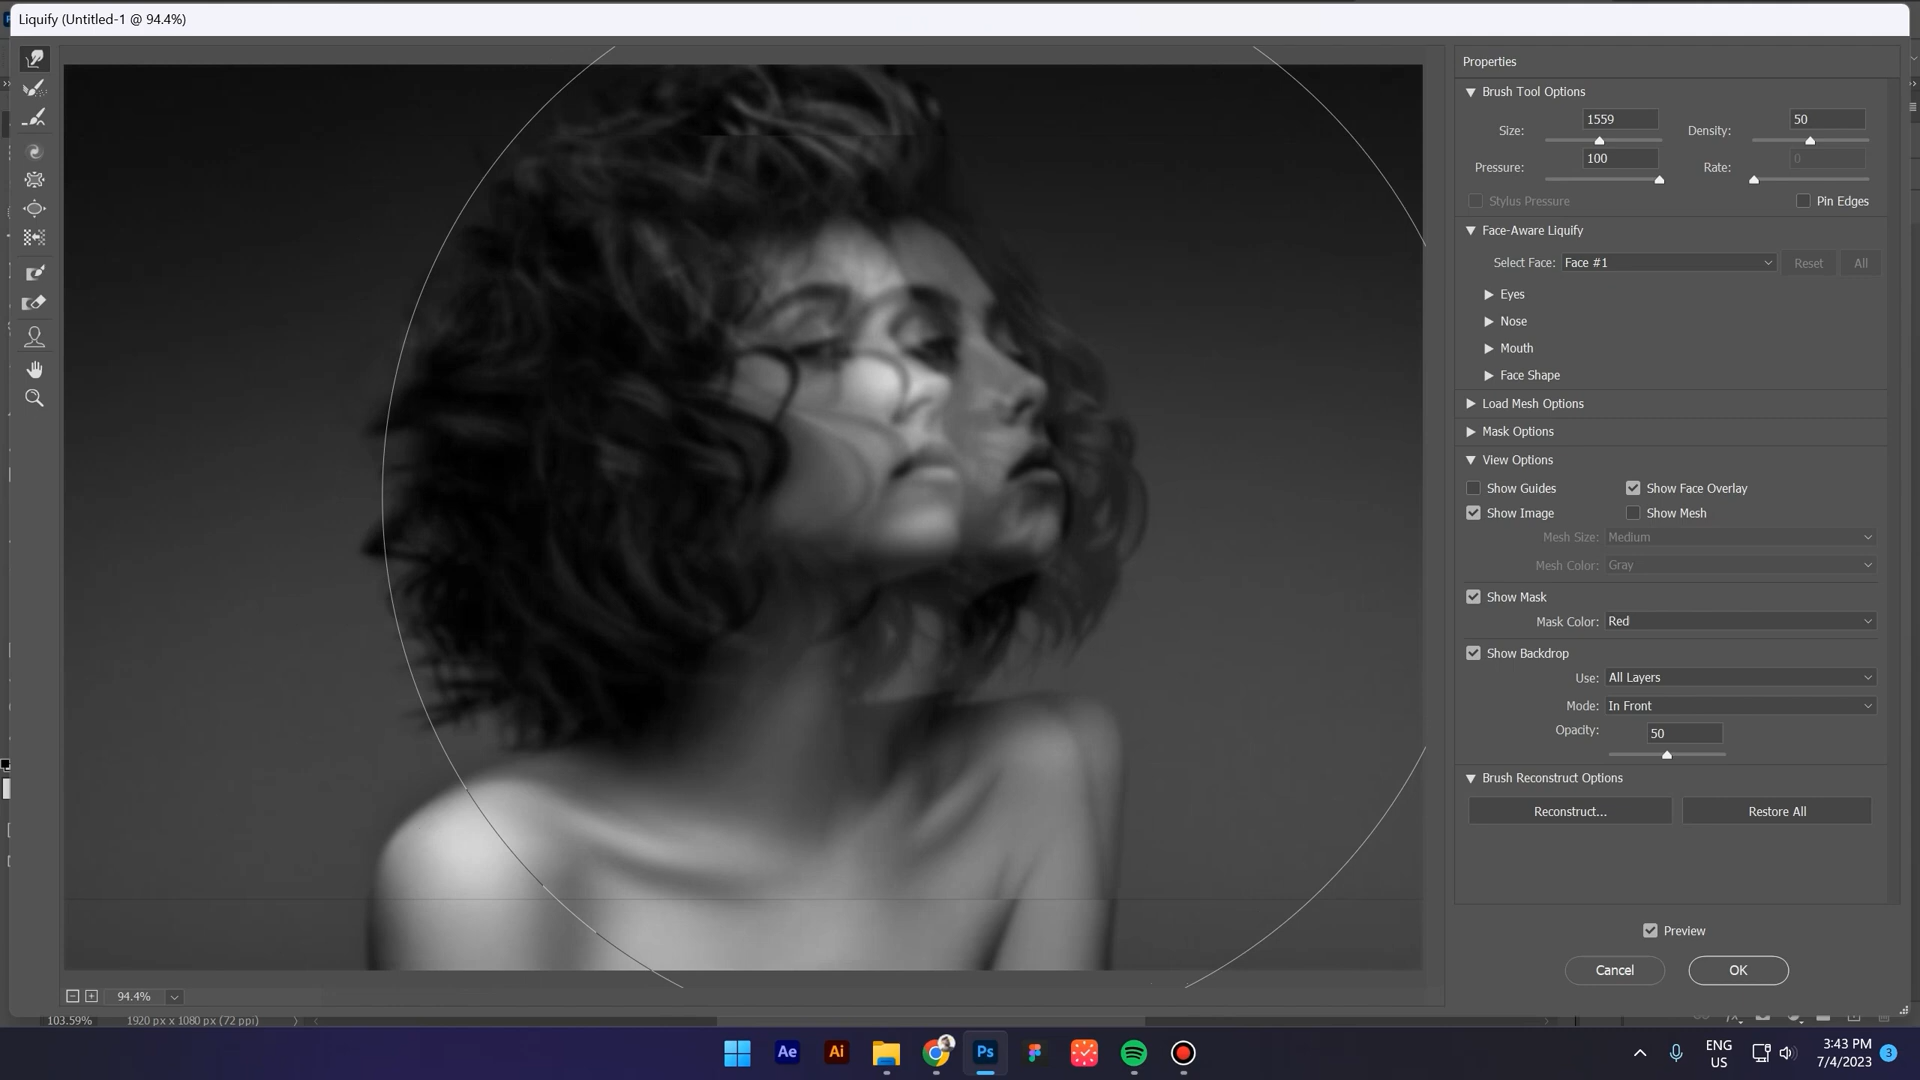 Liquify (Untitled-1 @ 94.4%)
Properties
Brush Tool Options
Size: 1559 Density: 50
Pressure: 100 Rate: 0
Stylus Pressure Pin Edges
Face-Aware Liquify
Select Face: Face #1 Reset All
Eyes
Nose
Mouth
Face Shape
Load Mesh Options
Mask Options
View Options
Show Guides Show Face Overlay
Show Image Show Mesh
Mesh Size: Medium
Mesh Color: Gray
Show Mask
Mask Color: Red
Show Backdrop
Use: All Layers
Mode: In Front
Opacity: 50
Brush Reconstruct Options
Reconstruct... Restore All
Preview
Cancel OK
94.4%
103.59% 1920 px x 1080 px (72 ppi)
Ae Ai Ps
ENG
US
3:43 PM
7/4/2023
3